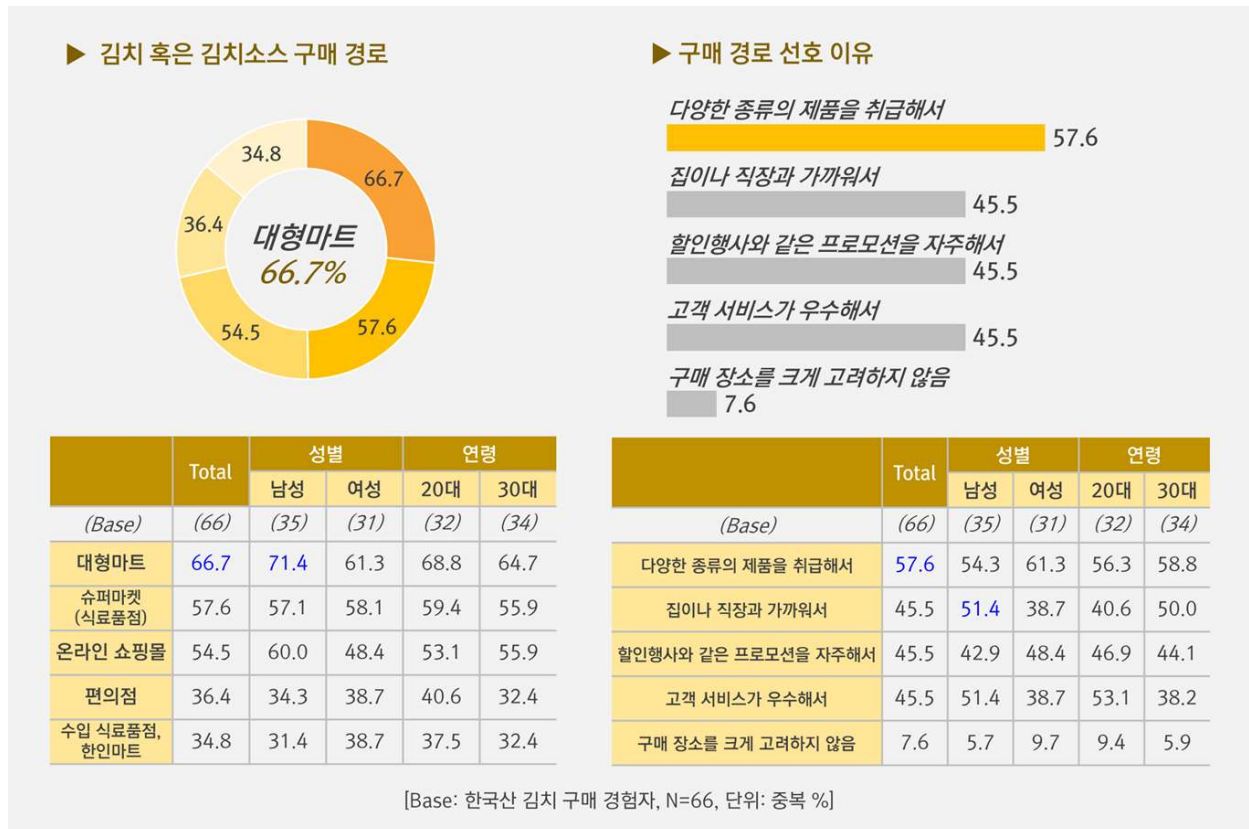 ▶ 김치 혹은 김치소스 구매 경로
34.8
66.7
36.4
대형마트
66.7%
54.5
57.6
Total 성별 연령
남성 여성 20대 30대
(Base) (66) (35) (31) (32) (34)
대형마트 66.7 71.4 61.3 68.8 64.7
슈퍼마켓
(식료품점) 57.6 57.1 58.1 59.4 55.9
온라인 쇼핑몰 54.5 60.0 48.4 53.1 55.9
편의점 36.4 34.3 38.7 40.6 32.4
수입 식료품점,
한인마트 34.8 31.4 38.7 37.5 32.4
▶ 구매 경로 선호 이유
다양한 종류의 제품을 취급해서
57.6
집이나 직장과 가까워서
45.5
할인행사와 같은 프로모션을 자주해서
45.5
고객 서비스가 우수해서
45.5
구매 장소를 크게 고려하지 않음
7.6
Total 성별 연령
남성 여성 20대 30대
(Base) (66) (35) (31) (32) (34)
다양한 종류의 제품을 취급해서 57.6 54.3 61.3 56.3 58.8
집이나 직장과 가까워서 45.5 51.4 38.7 40.6 50.0
할인행사와 같은 프로모션을 자주해서 45.5 42.9 48.4 46.9 44.1
고객 서비스가 우수해서 45.5 51.4 38.7 53.1 38.2
구매 장소를 크게 고려하지 않음 7.6 5.7 9.7 9.4 5.9
[Base: 한국산 김치 구매 경험자, N=66, 단위: 중복 %]